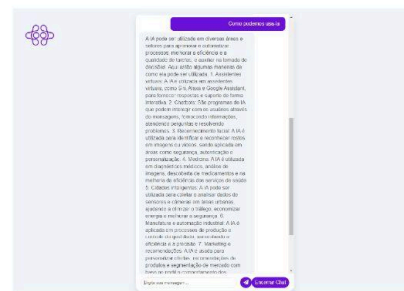 Como podemos usá-la
A IA pode ser utilizada em diversas áreas e
setores para aprimorar e automatizar
processos, melhorar a eficiência e a
qualidade de tarefas, e auxiliar na tomada de
decisões. Aqui estão algumas maneiras de
como ela pode ser utilizada: 1. Assistentes
virtuais: A IA é utilizada em assistentes
virtuais, como Siri, Alexa e Google Assistant,
para fornecer respostas e suporte de forma
interativa. 2. Chatbots: São programas de IA
que podem interagir com os usuários através
de mensagens, fornecendo informações,
atendendo perguntas e resolvendo
problemas. 3. Reconhecimento facial: A IA é
utilizada para identificar e reconhecer rostos
em imagens ou vídeos, sendo aplicada em
áreas como segurança, autenticação e
personalização. 4. Medicina: A IA é utilizada
em diagnósticos médicos, análise de
imagens, descoberta de medicamentos e na
melhoria da eficiência dos serviços de saúde.
5. Cidades inteligentes: A IA pode ser
utilizada para coletar e analisar dados de
sensores e câmeras em áreas urbanas,
ajudando a otimizar o tráfego, economizar
energia e melhorar a segurança. 6.
Manufatura e automação industrial: A IA é
aplicada em processos de produção e
controle de qualidade, aumentando a
eficiência e a precisão. 7. Marketing e
recomendações: A IA é usada para
personalizar ofertas, recomendações de
produtos e segmentação de mercado com
base no perfil e comportamento dos
Digite sua mensagem...
Encerrar Chat